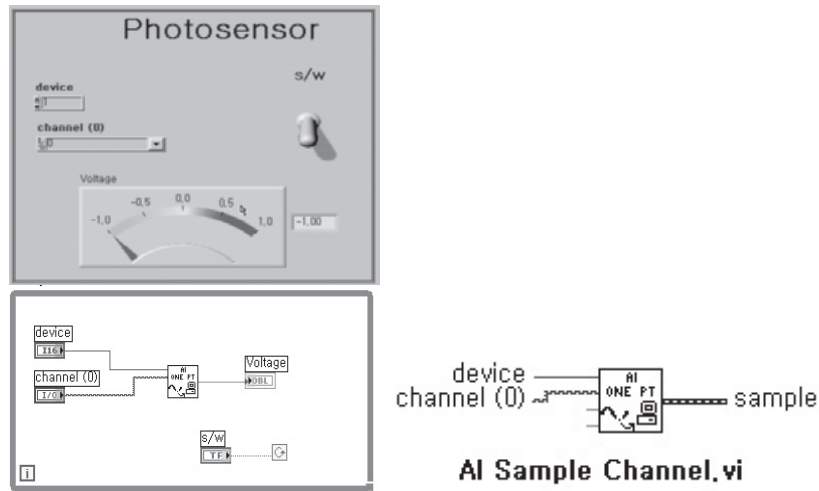 Photosensor
s/w
device
1
channel (0)
0
Voltage
-1,0 -0,5 0,0 0,5 1,0
-1,00
device
I16
channel (0)
I/O
AI
ONE PT
Voltage
DBL
s/w
TF
i
device
channel (0)
AI
ONE PT
sample
AI Sample Channel.vi